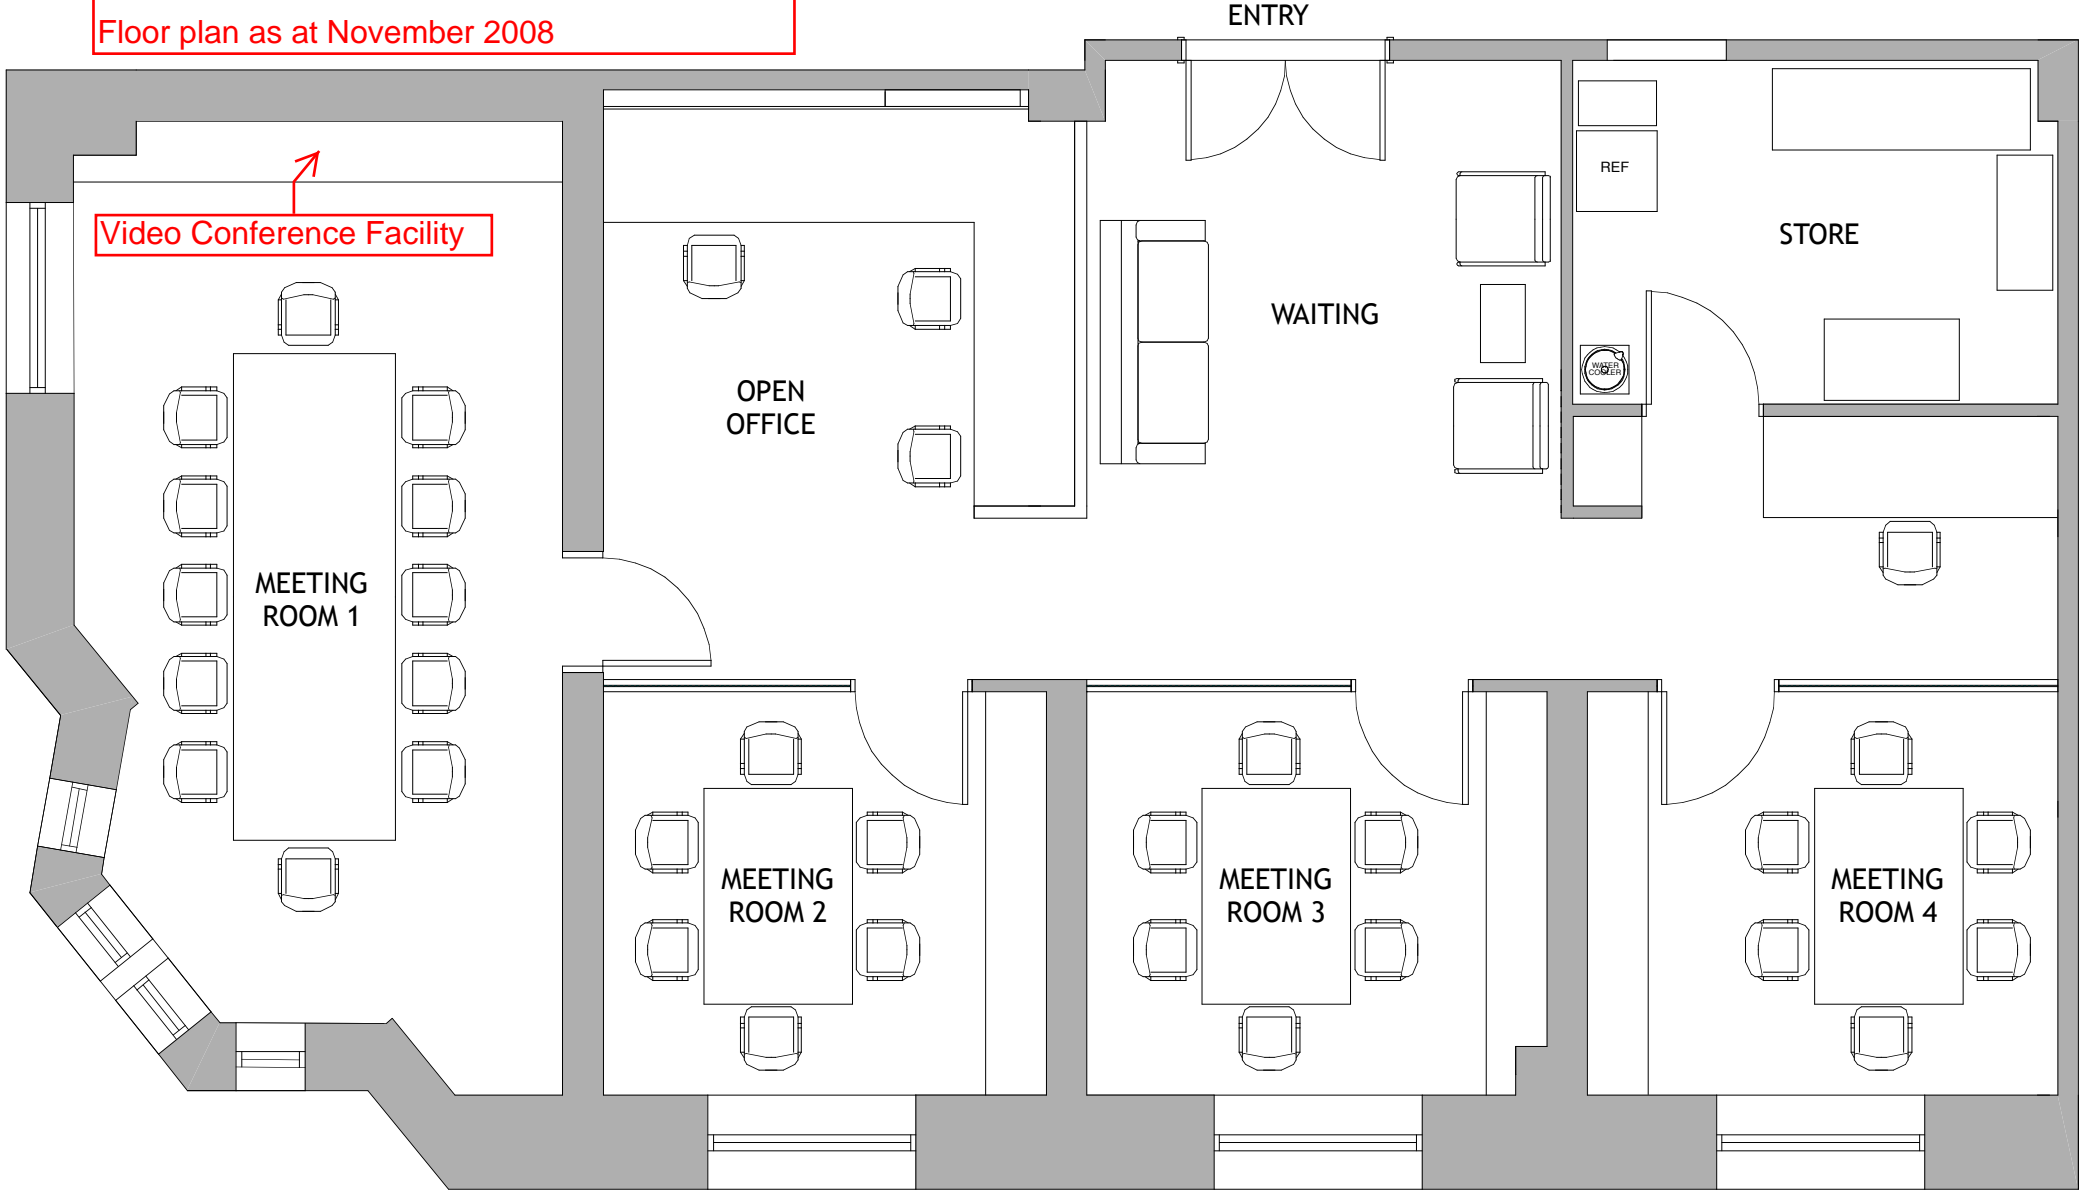 Floor plan as at November 2008
ENTRY
Video Conference Facility
REF
STORE
WAITING
WATER
COOLER
OPEN
OFFICE
MEETING
ROOM 1
MEETING
ROOM 2
MEETING
ROOM 3
MEETING
ROOM 4